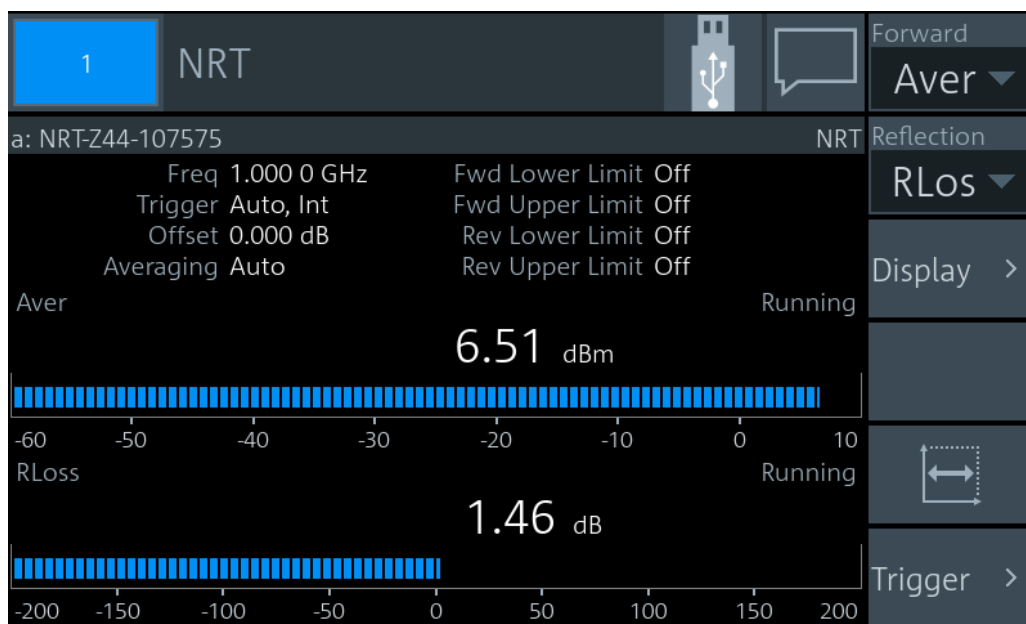 1 NRT
Forward
Aver
a: NRT-Z44-107575 NRT
Reflection
RLos
Freq 1.000 0 GHz Fwd Lower Limit Off
Trigger Auto, Int Fwd Upper Limit Off
Offset 0.000 dB Rev Lower Limit Off
Averaging Auto Rev Upper Limit Off
Display >
Aver Running
6.51 dBm
-60 -50 -40 -30 -20 -10 0 10
RLoss Running
1.46 dB
-200 -150 -100 -50 0 50 100 150 200
Trigger >